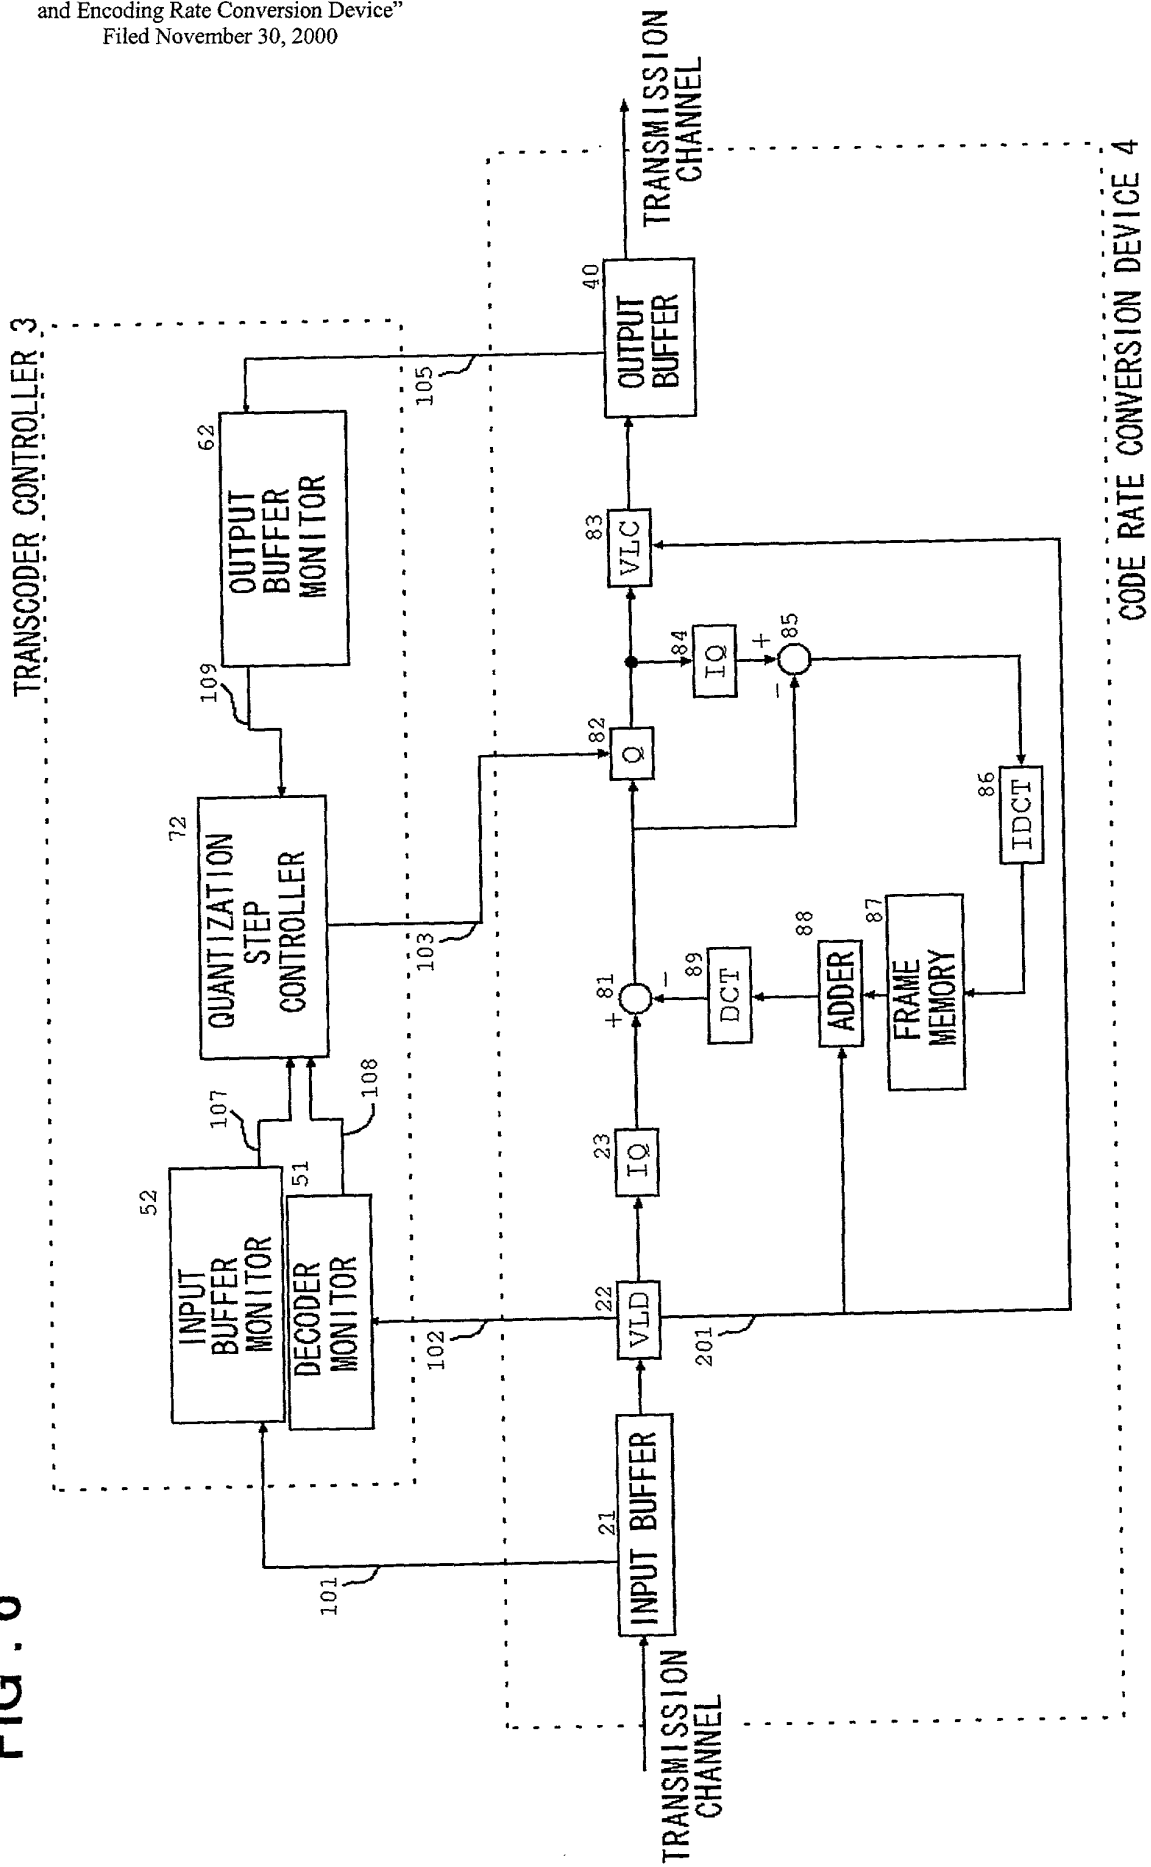 and Encoding Rate Conversion Device”
Filed November 30, 2000
TRANSCODER CONTROLLER 3
52
INPUT
BUFFER
MONITOR
51
DECODER
MONITOR
107
108
72
QUANTIZATION
STEP
CONTROLLER
109
62
OUTPUT
BUFFER
MONITOR
101
102
103
105
TRANSMISSION
CHANNEL
21
INPUT BUFFER
22
VLD
201
23
IQ
+
81
-
82
Q
83
VLC
40
OUTPUT
BUFFER
TRANSMISSION
CHANNEL
84
IQ
+
85
-
89
DCT
88
ADDER
87
FRAME
MEMORY
86
IDCT
CODE RATE CONVERSION DEVICE 4